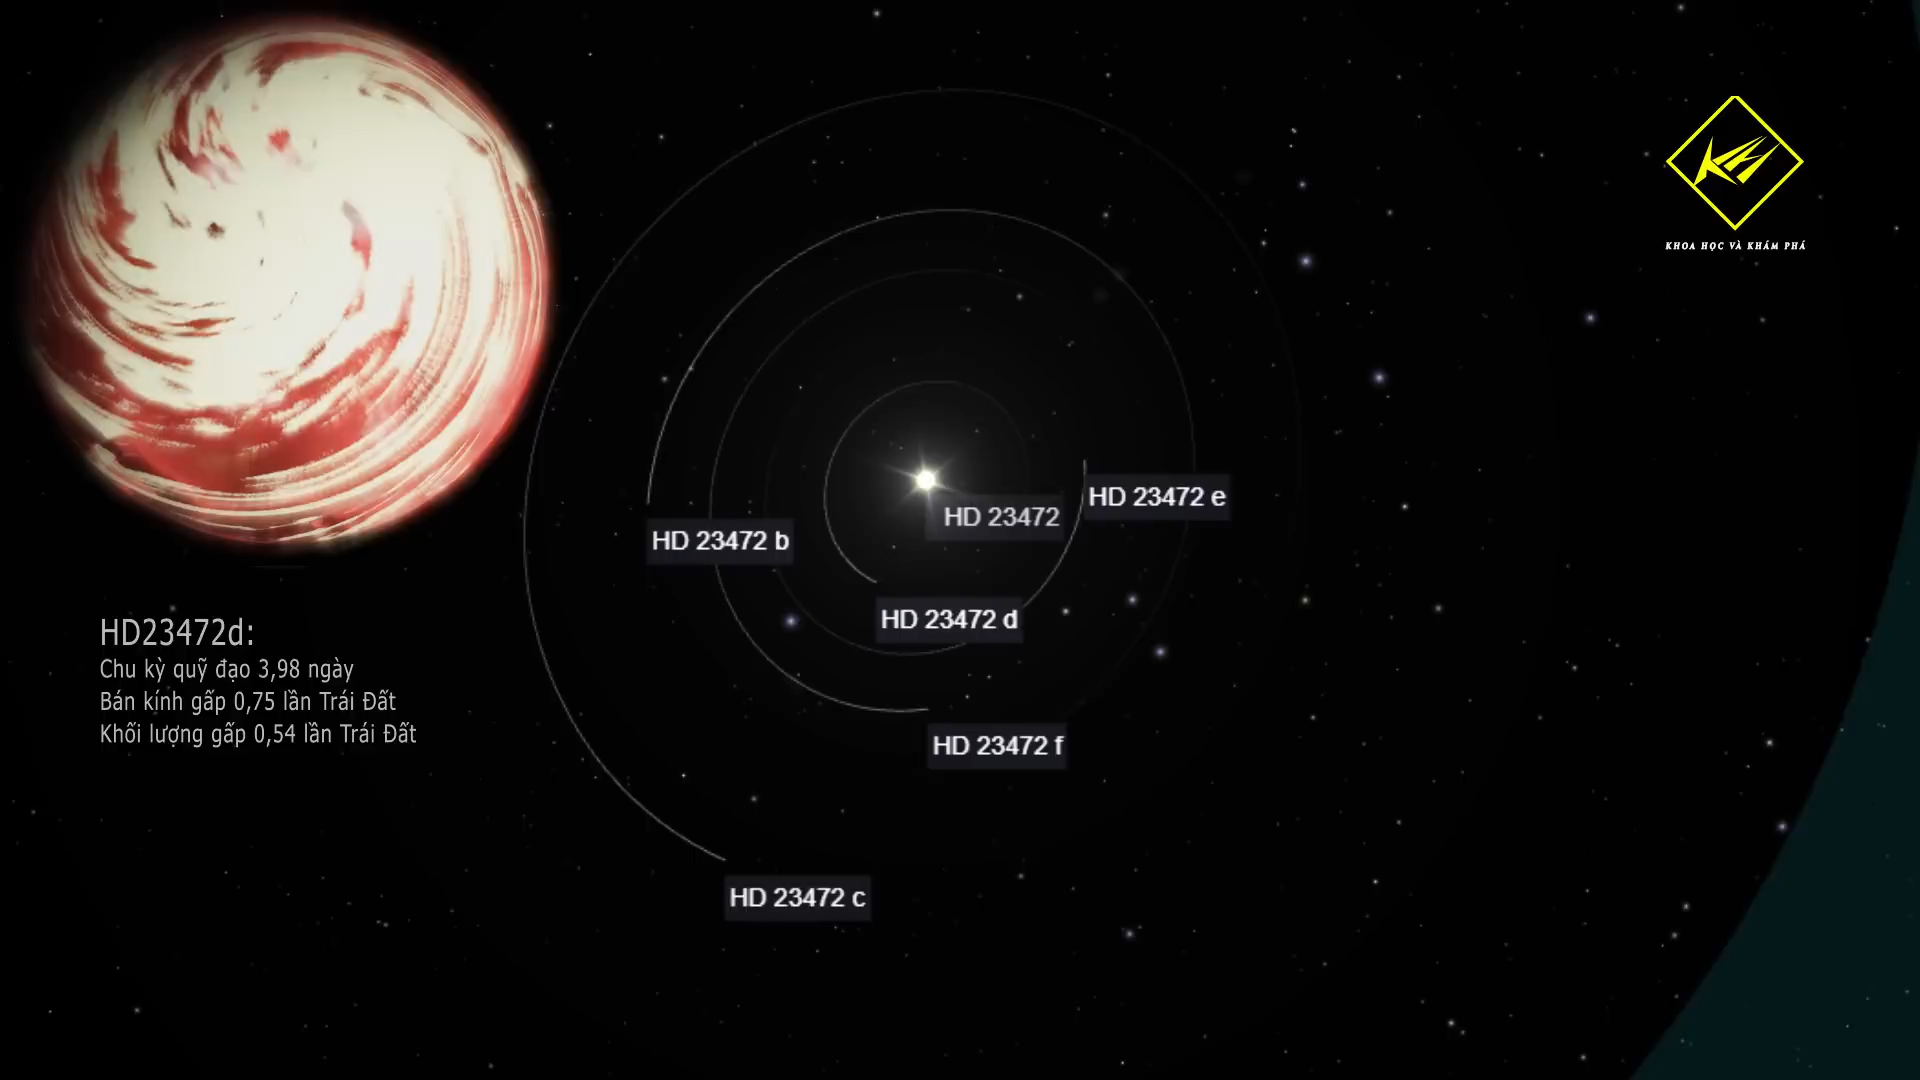 KHOA HỌC VÀ KHÁM PHÁ
HD 23472 e
HD 23472
HD 23472 b
HD 23472 d
HD23472d:
Chu kỳ quỹ đạo 3,98 ngày
Bán kính gấp 0,75 lần Trái Đất
Khối lượng gấp 0,54 lần Trái Đất
HD 23472 f
HD 23472 c